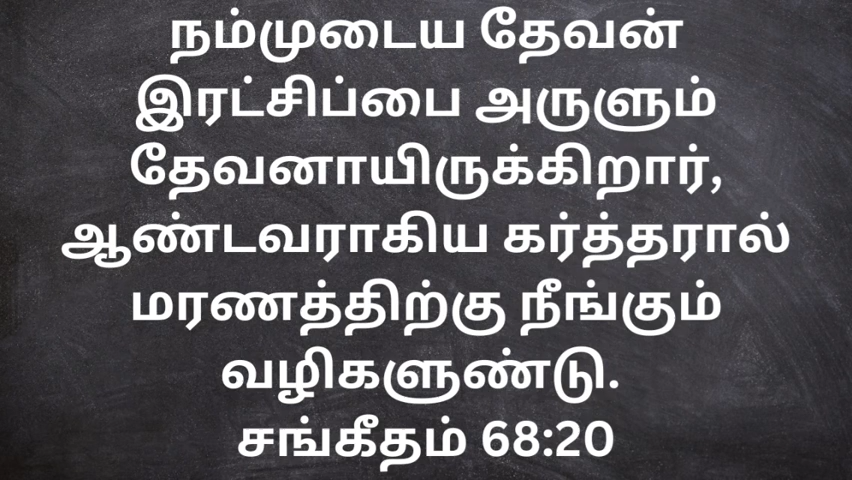 நம்முடைய தேவன்
இரட்சிப்பை அருளும்
தேவனாயிருக்கிறார்,
ஆண்டவராகிய கர்த்தரால்
மரணத்திற்கு நீங்கும்
வழிகளுண்டு.
சங்கீதம் 68:20